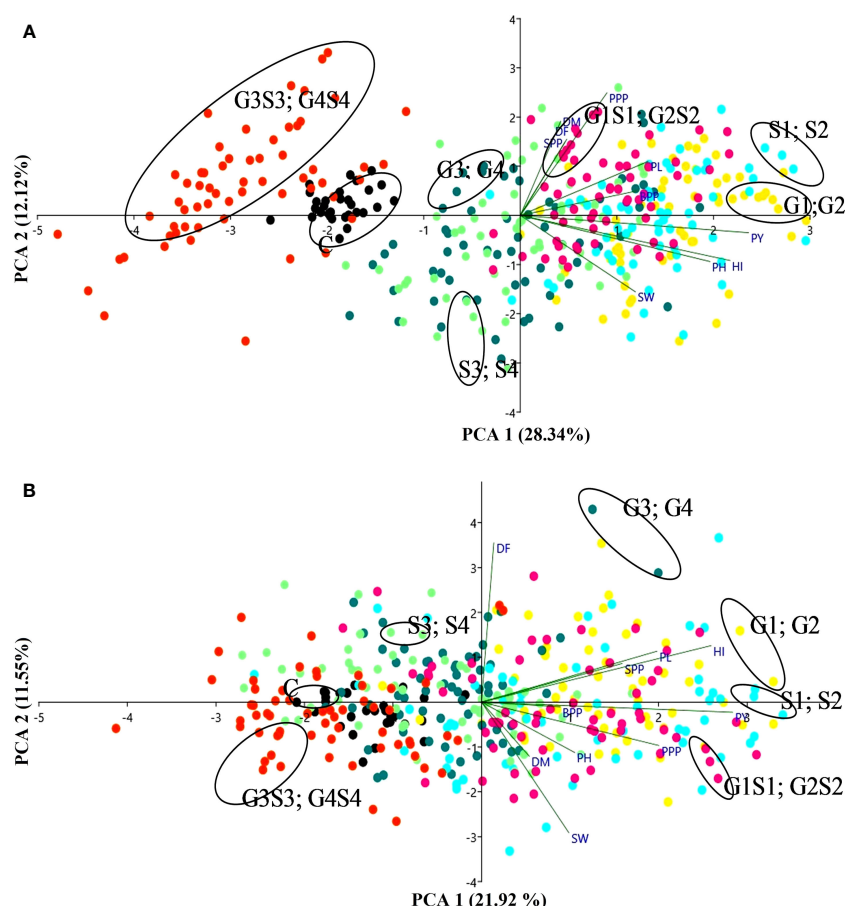 A
4
3
2
-1
-2
-3
-4
-5
-4
-3
-2
-1
1
2
3
G3S3; G4S4
G3; G4
C
S3; S4
G1S1; G2S2
S1; S2
G1;G2
PPP
DM
DF
SPP
PL
PY
PH
HI
SW
PCA 2 (12.12%)
PCA 1 (28.34%)
B
4
3
2
1
-1
-2
-3
-4
-5
-4
-3
-2
2
3
G3; G4
DF
S3; S4
G1; G2
PL
HI
SPP
C
S1; S2
BPP
PY
PPP
PH
DM
G3S3; G4S4
G1S1; G2S2
SW
PCA 2 (11.55%)
PCA 1 (21.92 %)